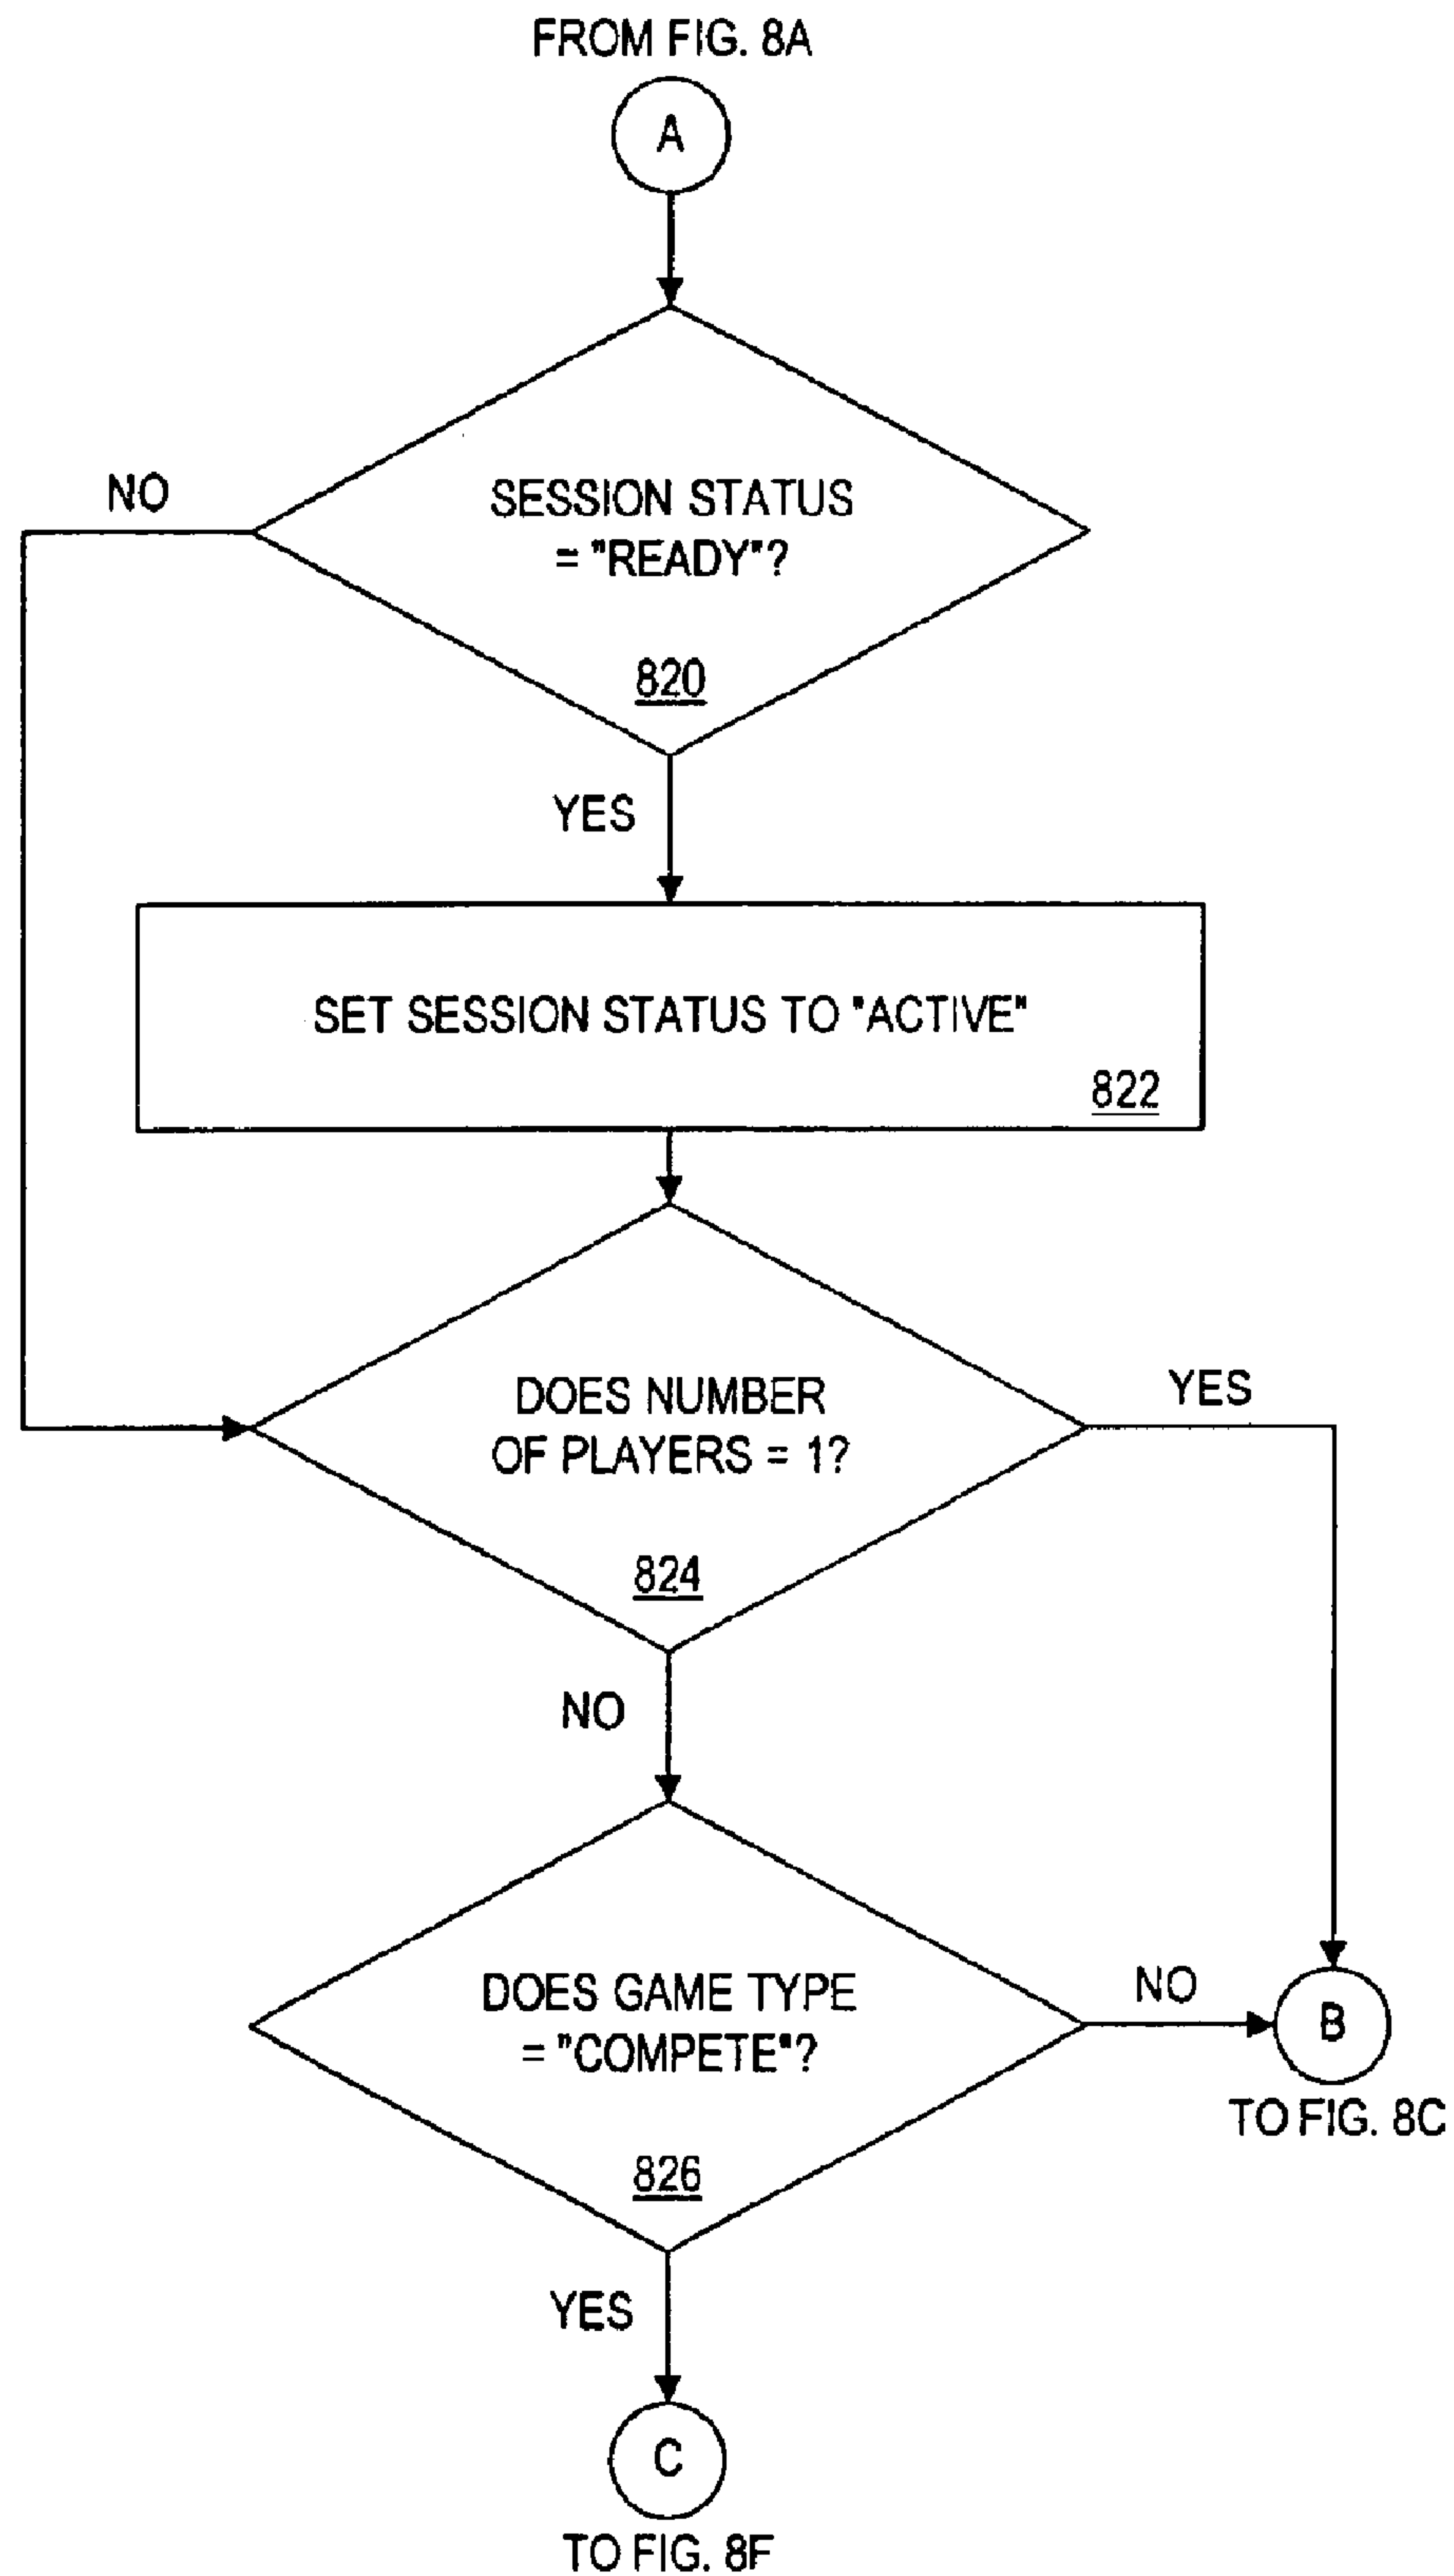 FROM FIG. 8A
A
NO
SESSION STATUS
= "READY"?
820
YES
SET SESSION STATUS TO "ACTIVE"
822
DOES NUMBER
OF PLAYERS = 1?
YES
824
NO
DOES GAME TYPE
= "COMPETE"?
NO
B
TO FIG. 8C
826
YES
C
TO FIG. 8F